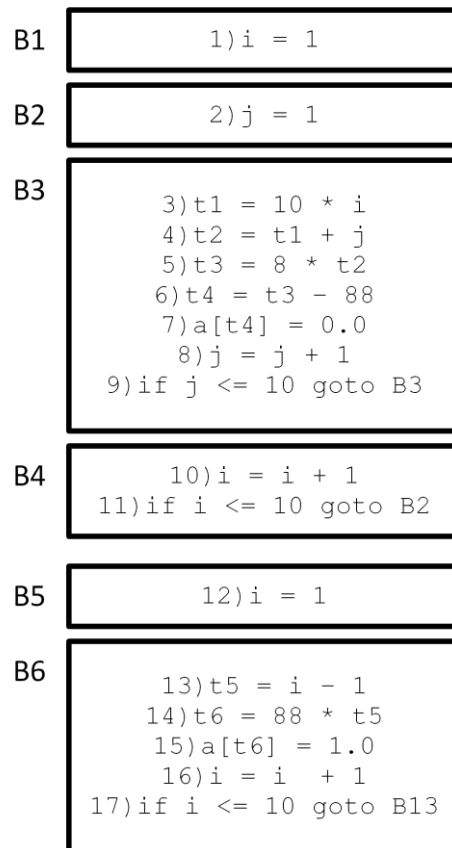 B1
1)i = 1
B2
2)j = 1
B3
3)t1 = 10 * i
4)t2 = t1 + j
5)t3 = 8 * t2
6)t4 = t3 – 88
7)a[t4] = 0.0
8)j = j + 1
9)if j <= 10 goto B3
B4
10)i = i + 1
11)if i <= 10 goto B2
B5
12)i = 1
B6
13)t5 = i – 1
14)t6 = 88 * t5
15)a[t6] = 1.0
16)i = i  + 1
17)if i <= 10 goto B13